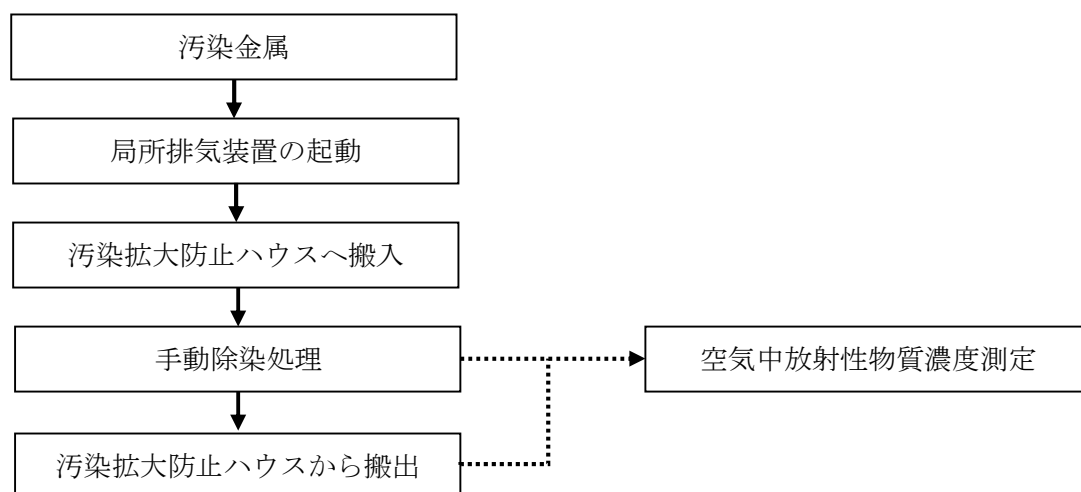 汚染金属
局所排気装置の起動
汚染拡大防止ハウスへ搬入
手動除染処理
空気中放射性物質濃度測定
汚染拡大防止ハウスから搬出